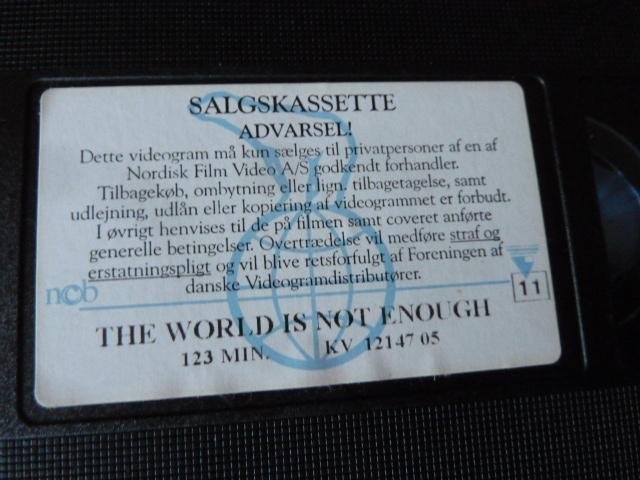 SALGSKASSETTE
ADVARSEL!
Dette videogram må kun sælges til privatpersoner af en af
Nordisk Film Video A/S godkendt forhandler.
Tilbagekøb, ombytning eller lign. tilbagetagelse, samt
udlejning, udlån eller kopiering af videogrammet er forbudt.
I øvrigt henvises til de på filmen samt coveret anførte
generelle betingelser. Overtrædelse vil medføre straf og
erstatningspligt og vil blive retsforfulgt af Foreningen af
danske Videogramdistributører.
ncb
11
THE WORLD IS NOT ENOUGH
123 MIN. KV 12147 05